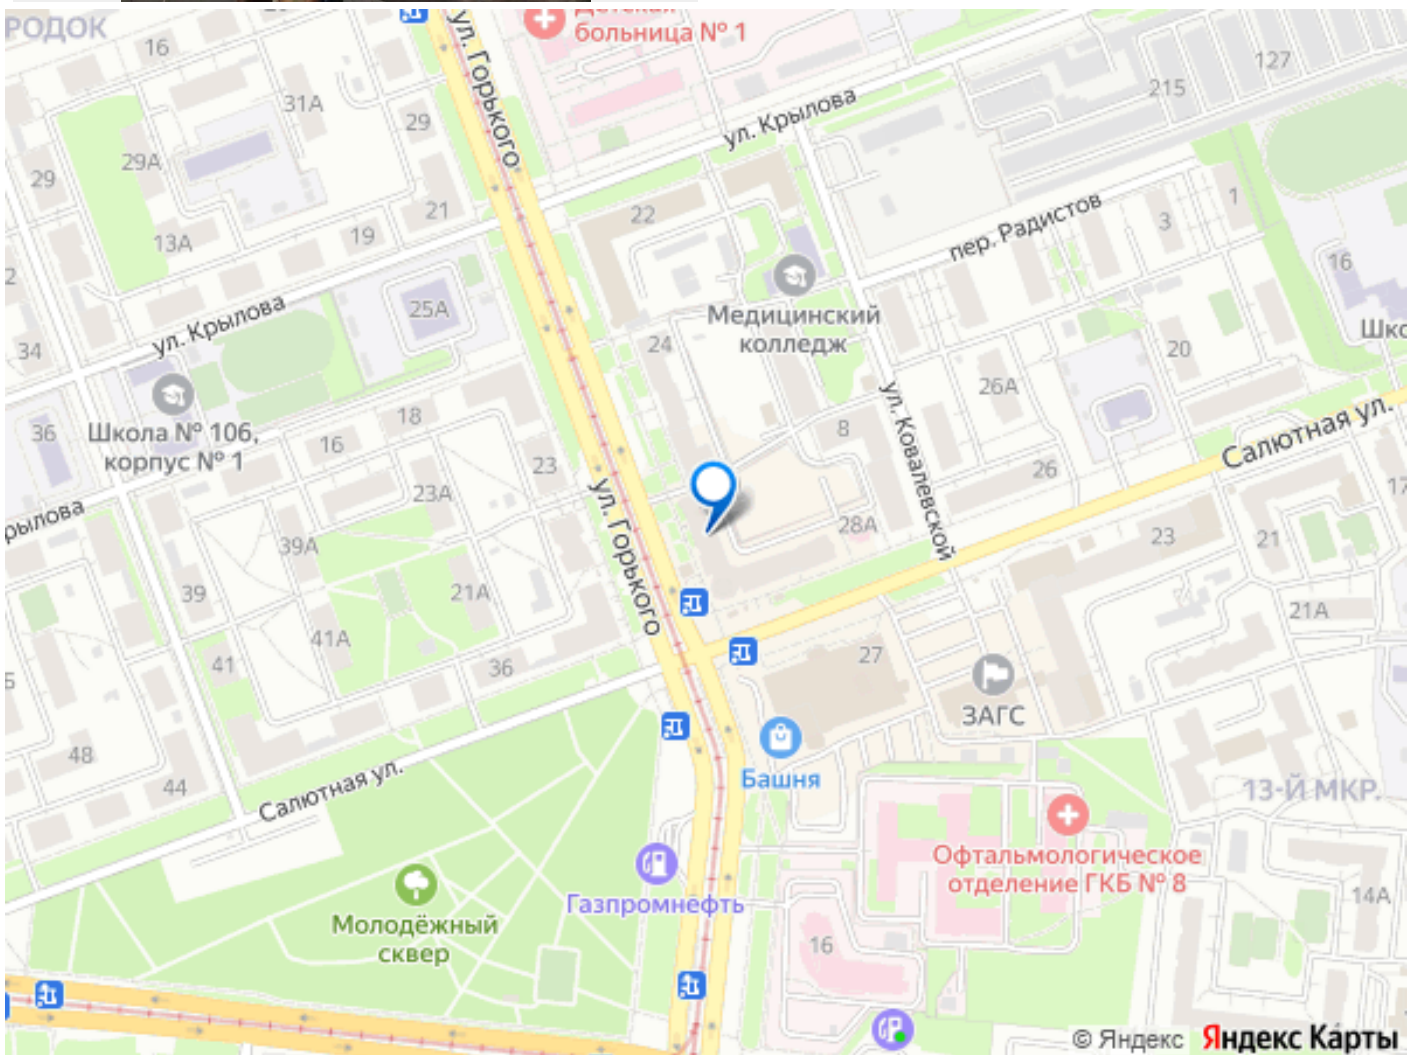 РОДОК
16
ул. Горького
больница № 1
127
215
31А
ул. Крылова
29
29А
29
22
21
19
13А
пер. Радистов
3
1
16
25А
ул. Крылова
Медицинский
колледж
24
34
20
26А
ул. Ковалевской
Салютная ул.
36
Школа № 106,
корпус № 1
18
16
8
23
26
23А
ул. Горького
28А
23
21
39А
39
21А
21А
41А
41
36
27
ЗАГС
48
44
Салютная ул.
Башня
13-Й МКР.
Офтальмологическое
отделение ГКБ № 8
14А
Газпромнефть
Молодёжный
сквер
16
© Яндекс Яндекс Карты